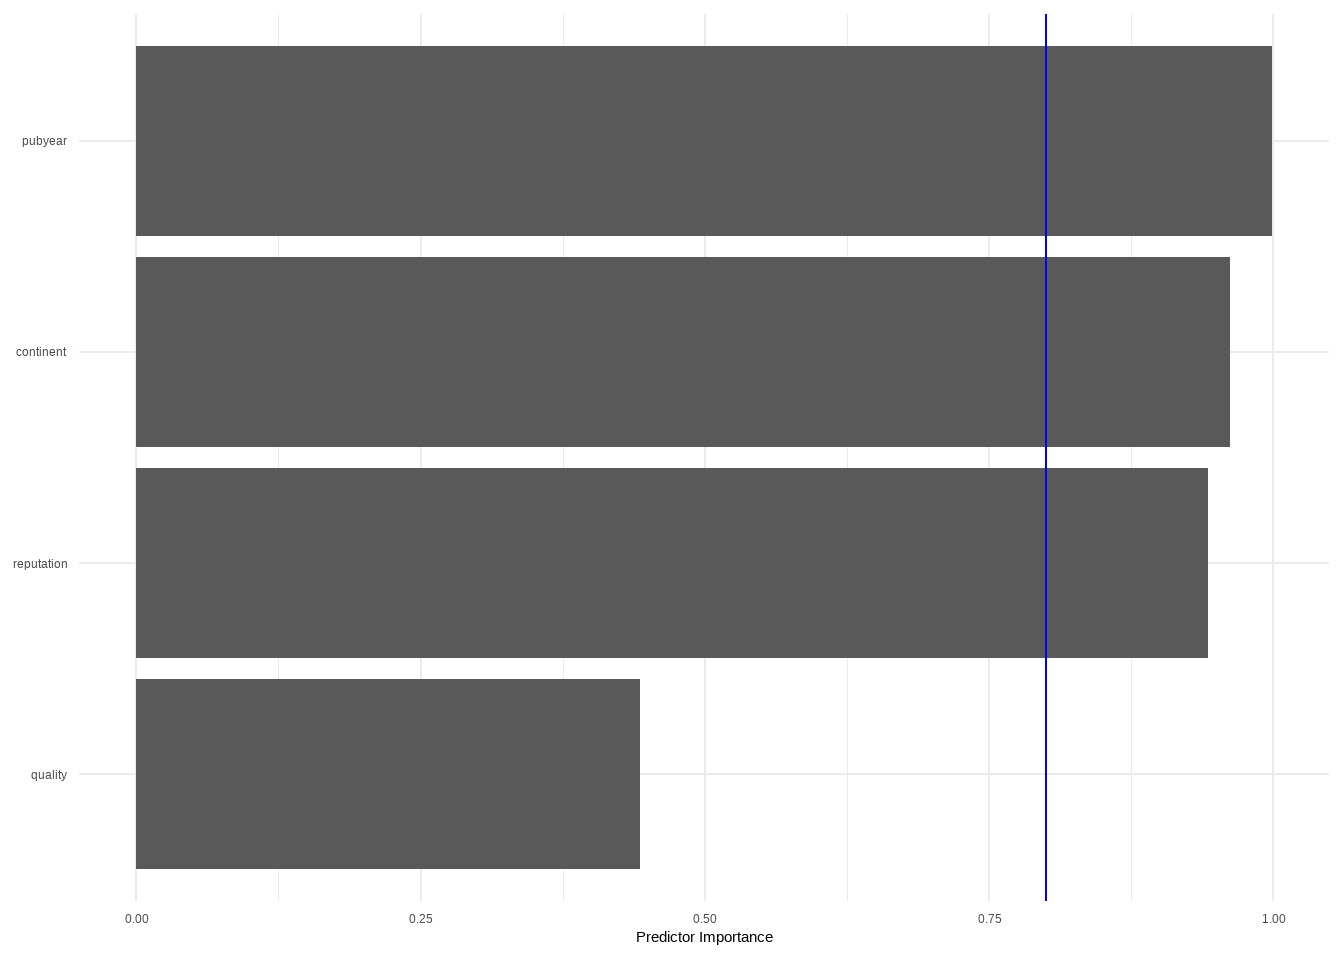 pubyear
continent
reputation
quality
0.00 0.25 0.50 0.75 1.00
Predictor Importance